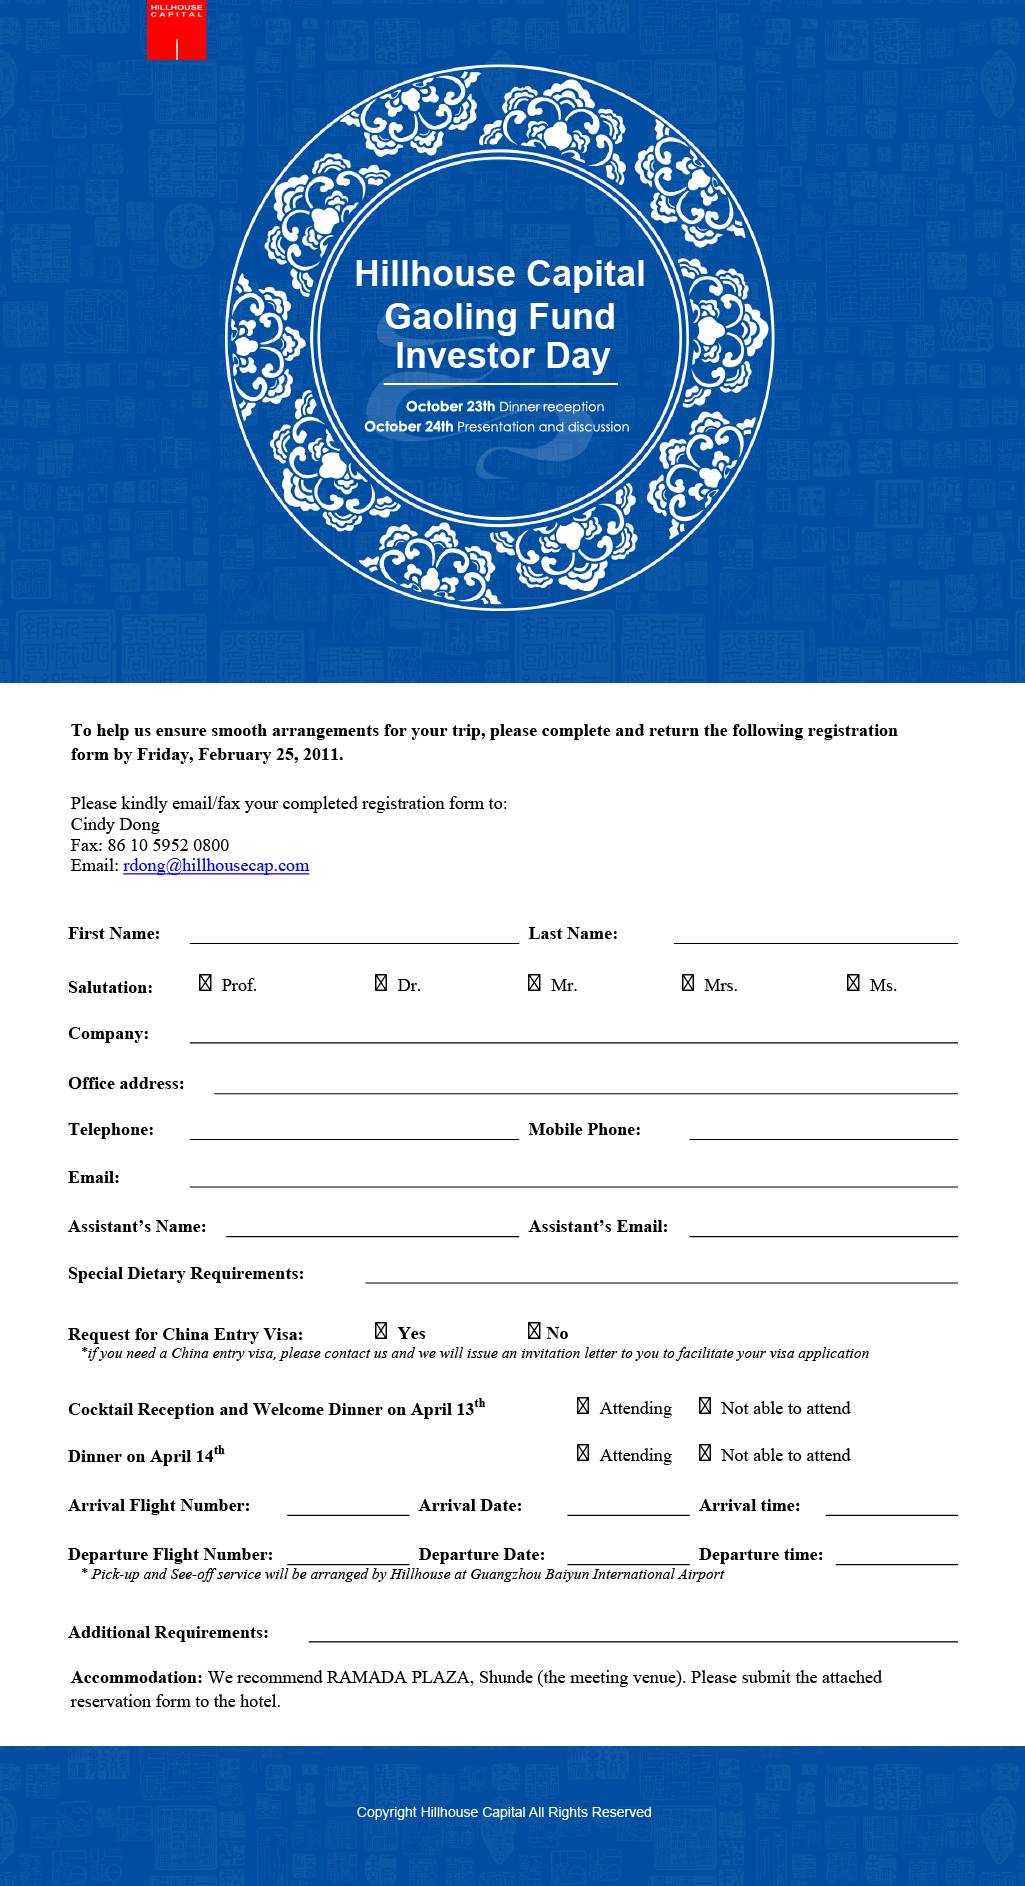 HILLHOUSE
CAPITAL
Hillhouse Capital
Gaoling Fund
Investor Day
October 23th Dinner reception
October 24th Presentation and discussion
To help us ensure smooth arrangements for your trip, please complete and return the following registration
form by Friday, February 25, 2011.
Please kindly email/fax your completed registration form to:
Cindy Dong
Fax: 86 10 5952 0800
Email: rdong@hillhousecap.com
First Name: Last Name:
Salutation: ☒ Prof. ☒ Dr. ☒ Mr. ☒ Mrs. ☒ Ms.
Company:
Office address:
Telephone: Mobile Phone:
Email:
Assistant’s Name: Assistant’s Email:
Special Dietary Requirements:
Request for China Entry Visa: ☒ Yes ☒ No
*if you need a China entry visa, please contact us and we will issue an invitation letter to you to facilitate your visa application
Cocktail Reception and Welcome Dinner on April 13th ☒ Attending ☒ Not able to attend
Dinner on April 14th ☒ Attending ☒ Not able to attend
Arrival Flight Number: Arrival Date: Arrival time:
Departure Flight Number: Departure Date: Departure time:
* Pick-up and See-off service will be arranged by Hillhouse at Guangzhou Baiyun International Airport
Additional Requirements:
Accommodation: We recommend RAMADA PLAZA, Shunde (the meeting venue). Please submit the attached
reservation form to the hotel.
Copyright Hillhouse Capital All Rights Reserved